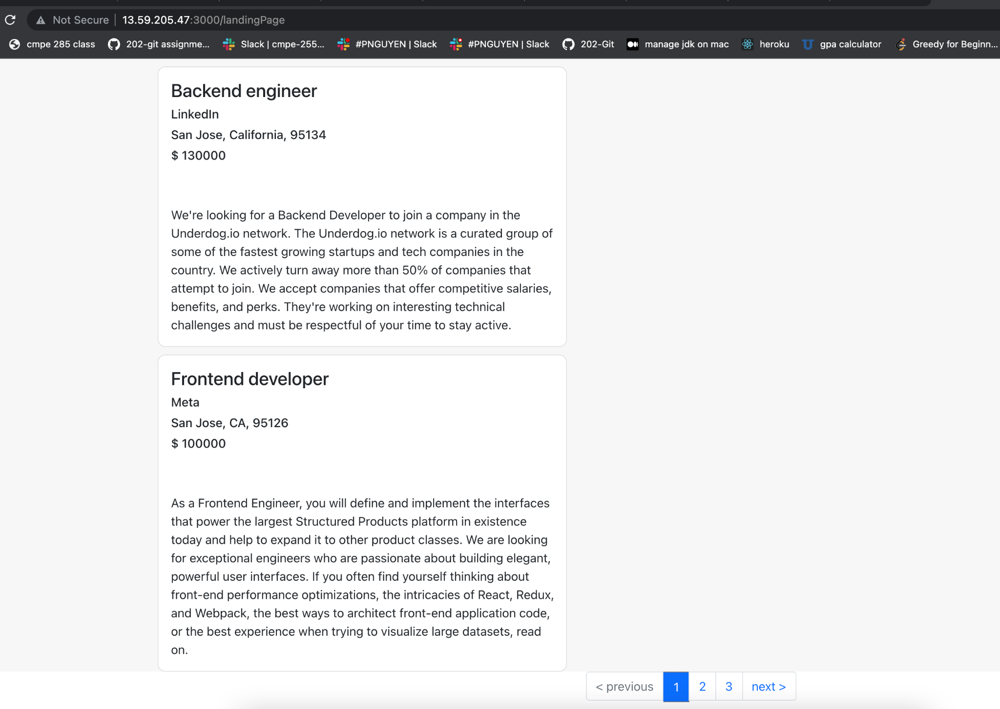 Not Secure | 13.59.205.47:3000/landingPage
cmpe 285 class 202-git assignme... Slack | cmpe-255... #PNGUYEN | Slack #PNGUYEN | Slack 202-Git manage jdk on mac heroku gpa calculator Greedy for Beginn...
Backend engineer
LinkedIn
San Jose, California, 95134
$ 130000
We're looking for a Backend Developer to join a company in the
Underdog.io network. The Underdog.io network is a curated group of
some of the fastest growing startups and tech companies in the
country. We actively turn away more than 50% of companies that
attempt to join. We accept companies that offer competitive salaries,
benefits, and perks. They're working on interesting technical
challenges and must be respectful of your time to stay active.
Frontend developer
Meta
San Jose, CA, 95126
$ 100000
As a Frontend Engineer, you will define and implement the interfaces
that power the largest Structured Products platform in existence
today and help to expand it to other product classes. We are looking
for exceptional engineers who are passionate about building elegant,
powerful user interfaces. If you often find yourself thinking about
front-end performance optimizations, the intricacies of React, Redux,
and Webpack, the best ways to architect front-end application code,
or the best experience when trying to visualize large datasets, read
on.
< previous 1 2 3 next >